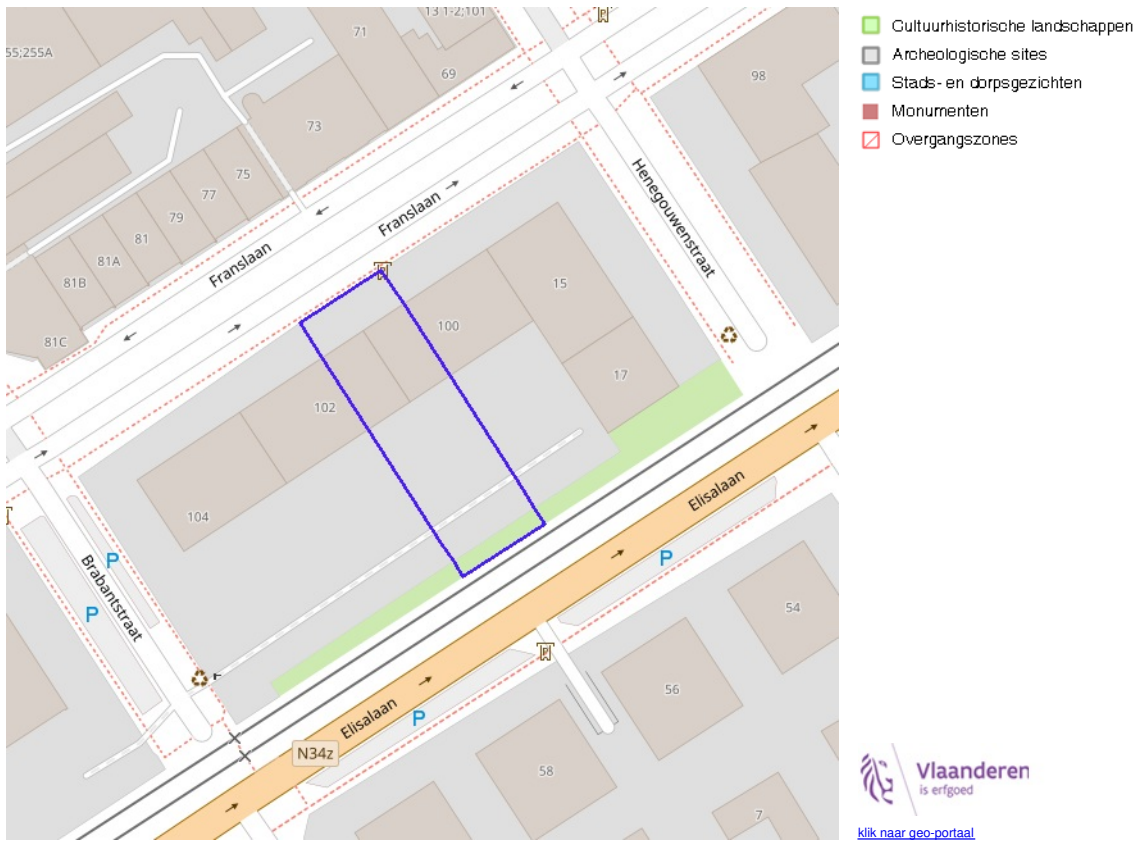 13 1-2;101
55;255A
71
69
98
73
75
77
79
81
81A
81B
81C
Franslaan
Franslaan
Henegouwenstraat
15
100
17
102
104
Elisalaan
P
P
Brabantstraat
P
54
56
Elisalaan
P
N34z
58
7
Cultuurhistorische landschappen
Archeologische sites
Stads- en dorpsgezichten
Monumenten
Overgangszones
Vlaanderen
is erfgoed
klik naar geo-portaal